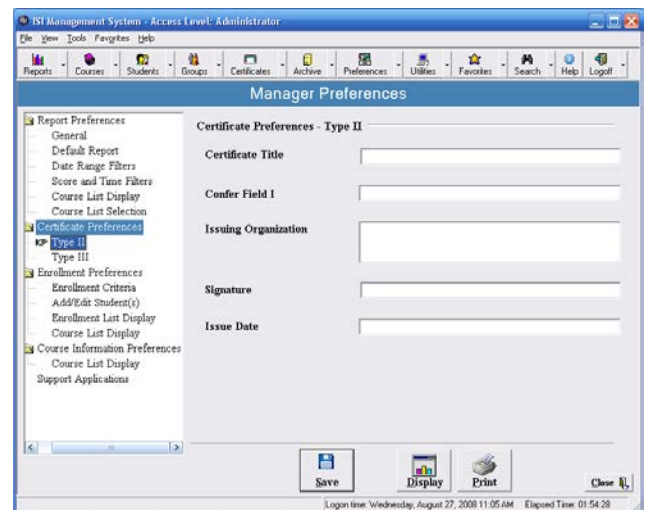 ISI Management System - Access Level: Administrator
File View Tools Favorites Help
Reports Courses Students Groups Certificates Archive Preferences Utilities Favorites Search Help Logoff
Manager Preferences
Report Preferences
General
Default Report
Date Range Filters
Score and Time Filters
Course List Display
Course List Selection
Certificate Preferences
Type II
Type III
Enrollment Preferences
Enrollment Criteria
Add/Edit Student(s)
Enrollment List Display
Course List Display
Course Information Preferences
Course List Display
Support Applications
Certificate Preferences - Type II
Certificate Title
Confer Field I
Issuing Organization
Signature
Issue Date
Save Display Print Close
Logon time: Wednesday, August 27, 2008 11:05 AM Elapsed Time: 01:54:28